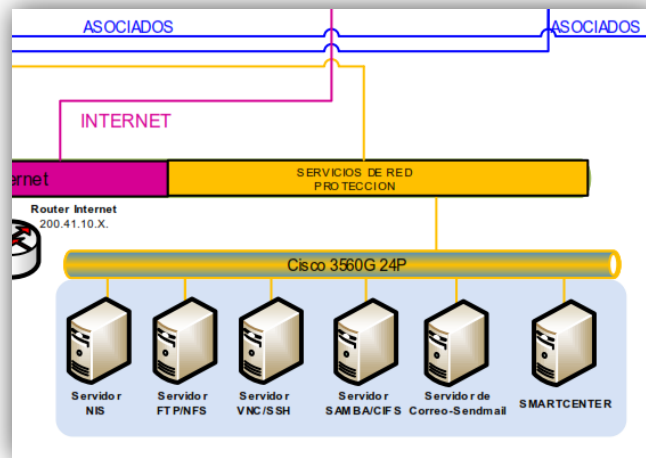 ASOCIADOS
ASOCIADOS
INTERNET
ernet
SERVICIOS DE RED
PROTECCION
Router Internet
200.41.10.X.
Cisco 3560G 24P
Servidor
NIS
Servidor
FTP/NFS
Servidor
VNC/SSH
Servidor
SAMBA/CIFS
Servidor de
Correo-Sendmail
SMARTCENTER